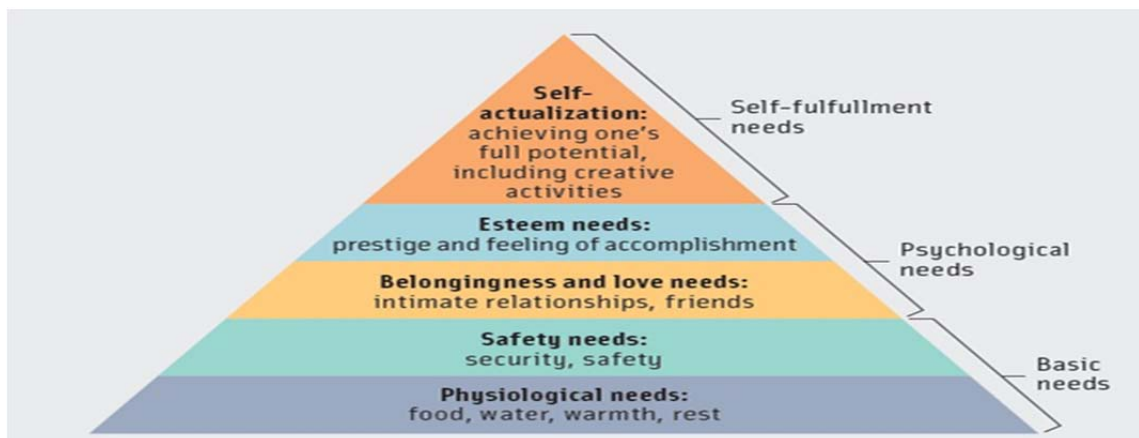 Self-
actualization:
achieving one's
full potential,
including creative
activities
Self-fulfullment
needs
Esteem needs:
prestige and feeling of accomplishment
Psychological
needs
Belongingness and love needs:
intimate relationships, friends
Safety needs:
security, safety
Basic
needs
Physiological needs:
food, water, warmth, rest